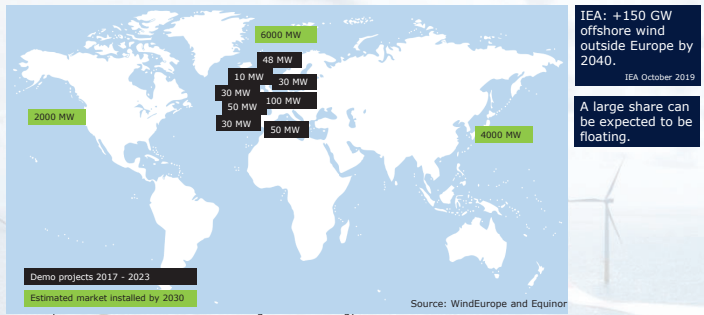 6000 MW
48 MW
10 MW
30 MW
30 MW
100 MW
50 MW
30 MW
50 MW
2000 MW
4000 MW
Demo projects 2017 - 2023
Estimated market installed by 2030
Source: WindEurope and Equinor
IEA: +150 GW
offshore wind
outside Europe by
2040.
IEA October 2019
A large share can
be expected to be
floating.